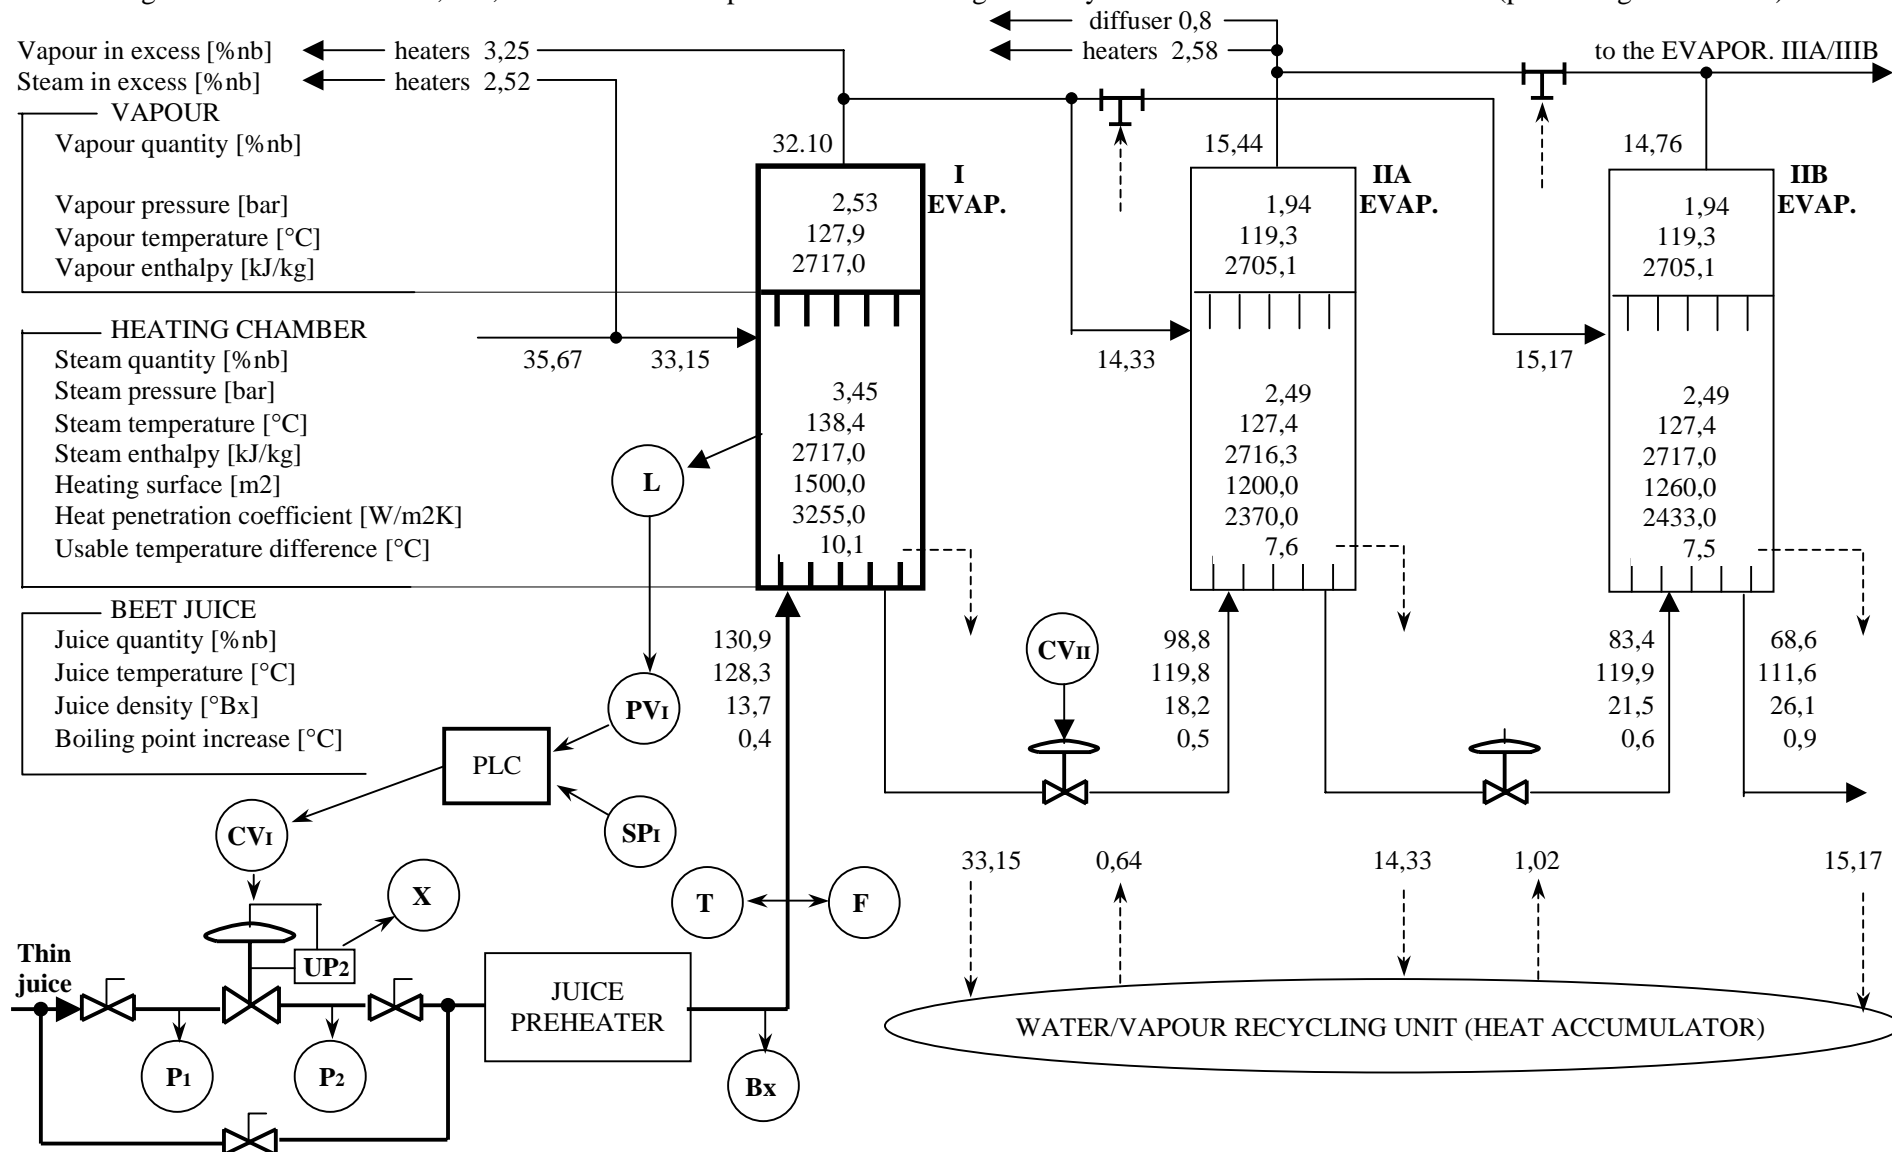 diffuser 0,8
Vapour in excess [%nb] heaters 3,25 heaters 2,58 to the EVAPOR. IIIA/IIIB
Steam in excess [%nb] heaters 2,52
VAPOUR
Vapour quantity [%nb] 32.10 15,44 14,76
I IIA IIB
Vapour pressure [bar] 2,53 EVAP. 1,94 EVAP. 1,94 EVAP.
Vapour temperature [°C] 127,9 119,3 119,3
Vapour enthalpy [kJ/kg] 2717,0 2705,1 2705,1
HEATING CHAMBER
Steam quantity [%nb] 35,67 33,15 14,33 15,17
Steam pressure [bar] 3,45 2,49 2,49
Steam temperature [°C] 138,4 127,4 127,4
Steam enthalpy [kJ/kg] 2717,0 2716,3 2717,0
Heating surface [m2] 1500,0 1200,0 1260,0
Heat penetration coefficient [W/m2K] 3255,0 2370,0 2433,0
Usable temperature difference [°C] 10,1 7,6 7,5
L
BEET JUICE
Juice quantity [%nb] 130,9 98,8 83,4 68,6
Juice temperature [°C] 128,3 119,8 119,9 111,6
Juice density [°Bx] 13,7 18,2 21,5 26,1
Boiling point increase [°C] 0,4 0,5 0,6 0,9
CVII
PVI
PLC
SPI
CVI
33,15 0,64 14,33 1,02 15,17
X
T F
Thin
juice
UP2
JUICE
PREHEATER
WATER/VAPOUR RECYCLING UNIT (HEAT ACCUMULATOR)
P1 P2 Bx